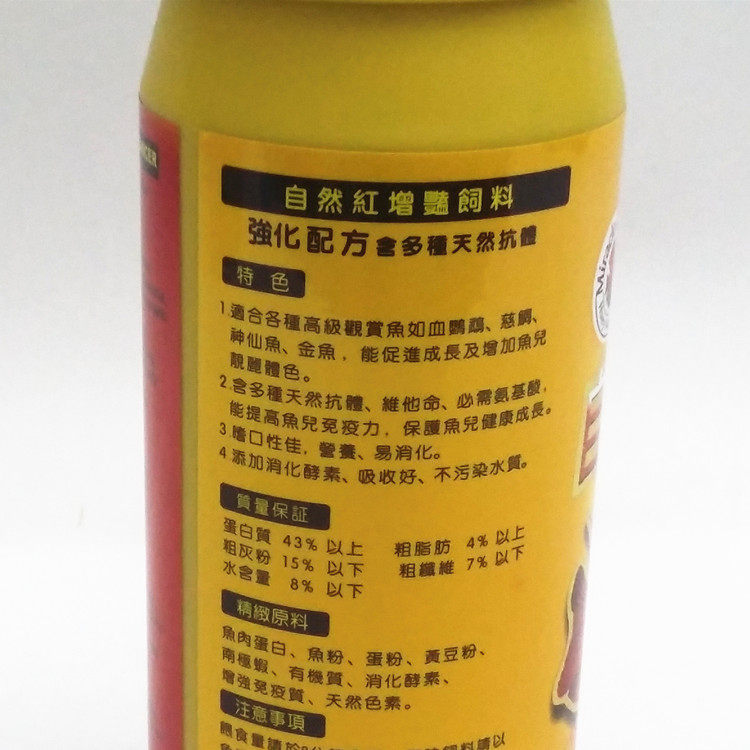 自然紅增豔飼料
強化配方含多種天然抗體
特色
1.適合各種高級觀賞魚如血鸚鵡、慈鯛、
神仙魚、金魚，能促進成長及增加魚兒
靚麗體色。
2.含多種天然抗體、維他命、必需氨基酸，
能提高魚兒免疫力，保護魚兒健康成長。
3.嗜口性佳，營養、易消化。
4.添加消化酵素、吸收好、不污染水質。
質量保証
蛋白質 43% 以上 粗脂肪 4% 以上
粗灰粉 15% 以下 粗纖維 7% 以下
水含量 8% 以下
精緻原料
魚肉蛋白、魚粉、蛋粉、黃豆粉、
南極蝦、有機質、消化酵素、
增強免疫質、天然色素。
注意事項
餵食量請於